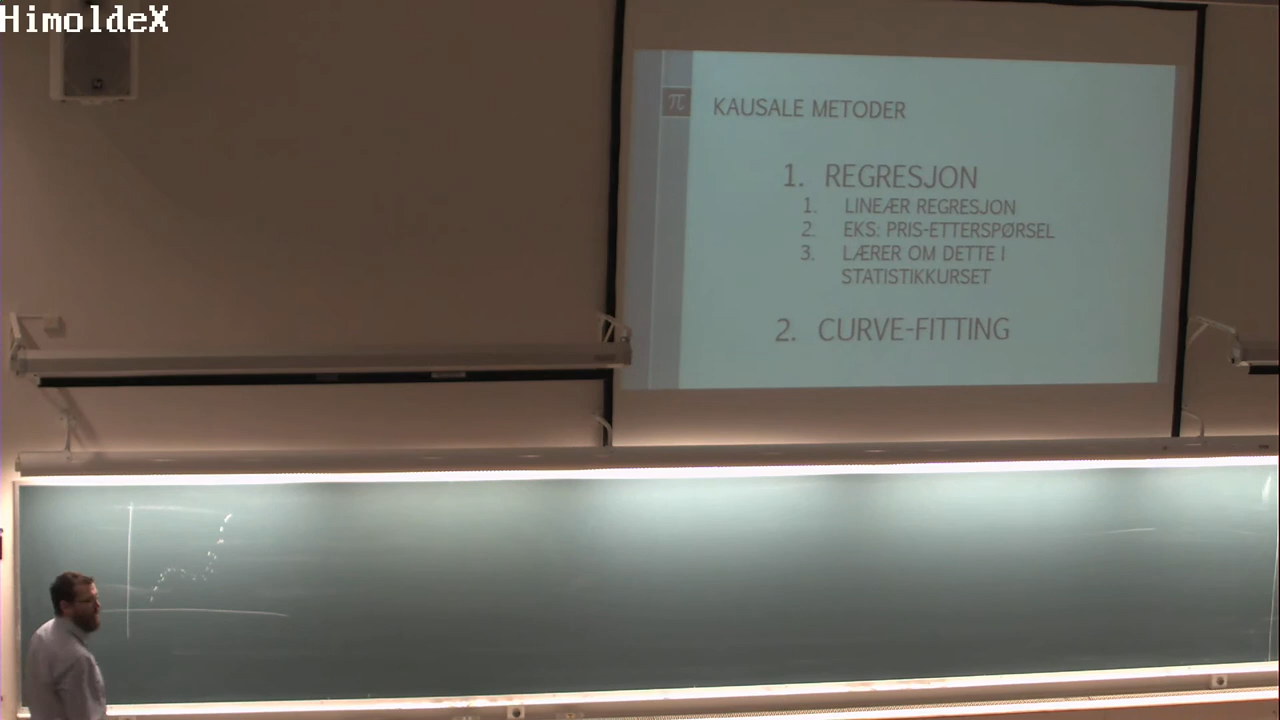 HimoldeX
π
KAUSALE METODER
1. REGRESJON
1. LINEÆR REGRESJON
2. EKS: PRIS-ETTERSPØRSEL
3. LÆRER OM DETTE I
STATISTIKKURSET
2. CURVE-FITTING